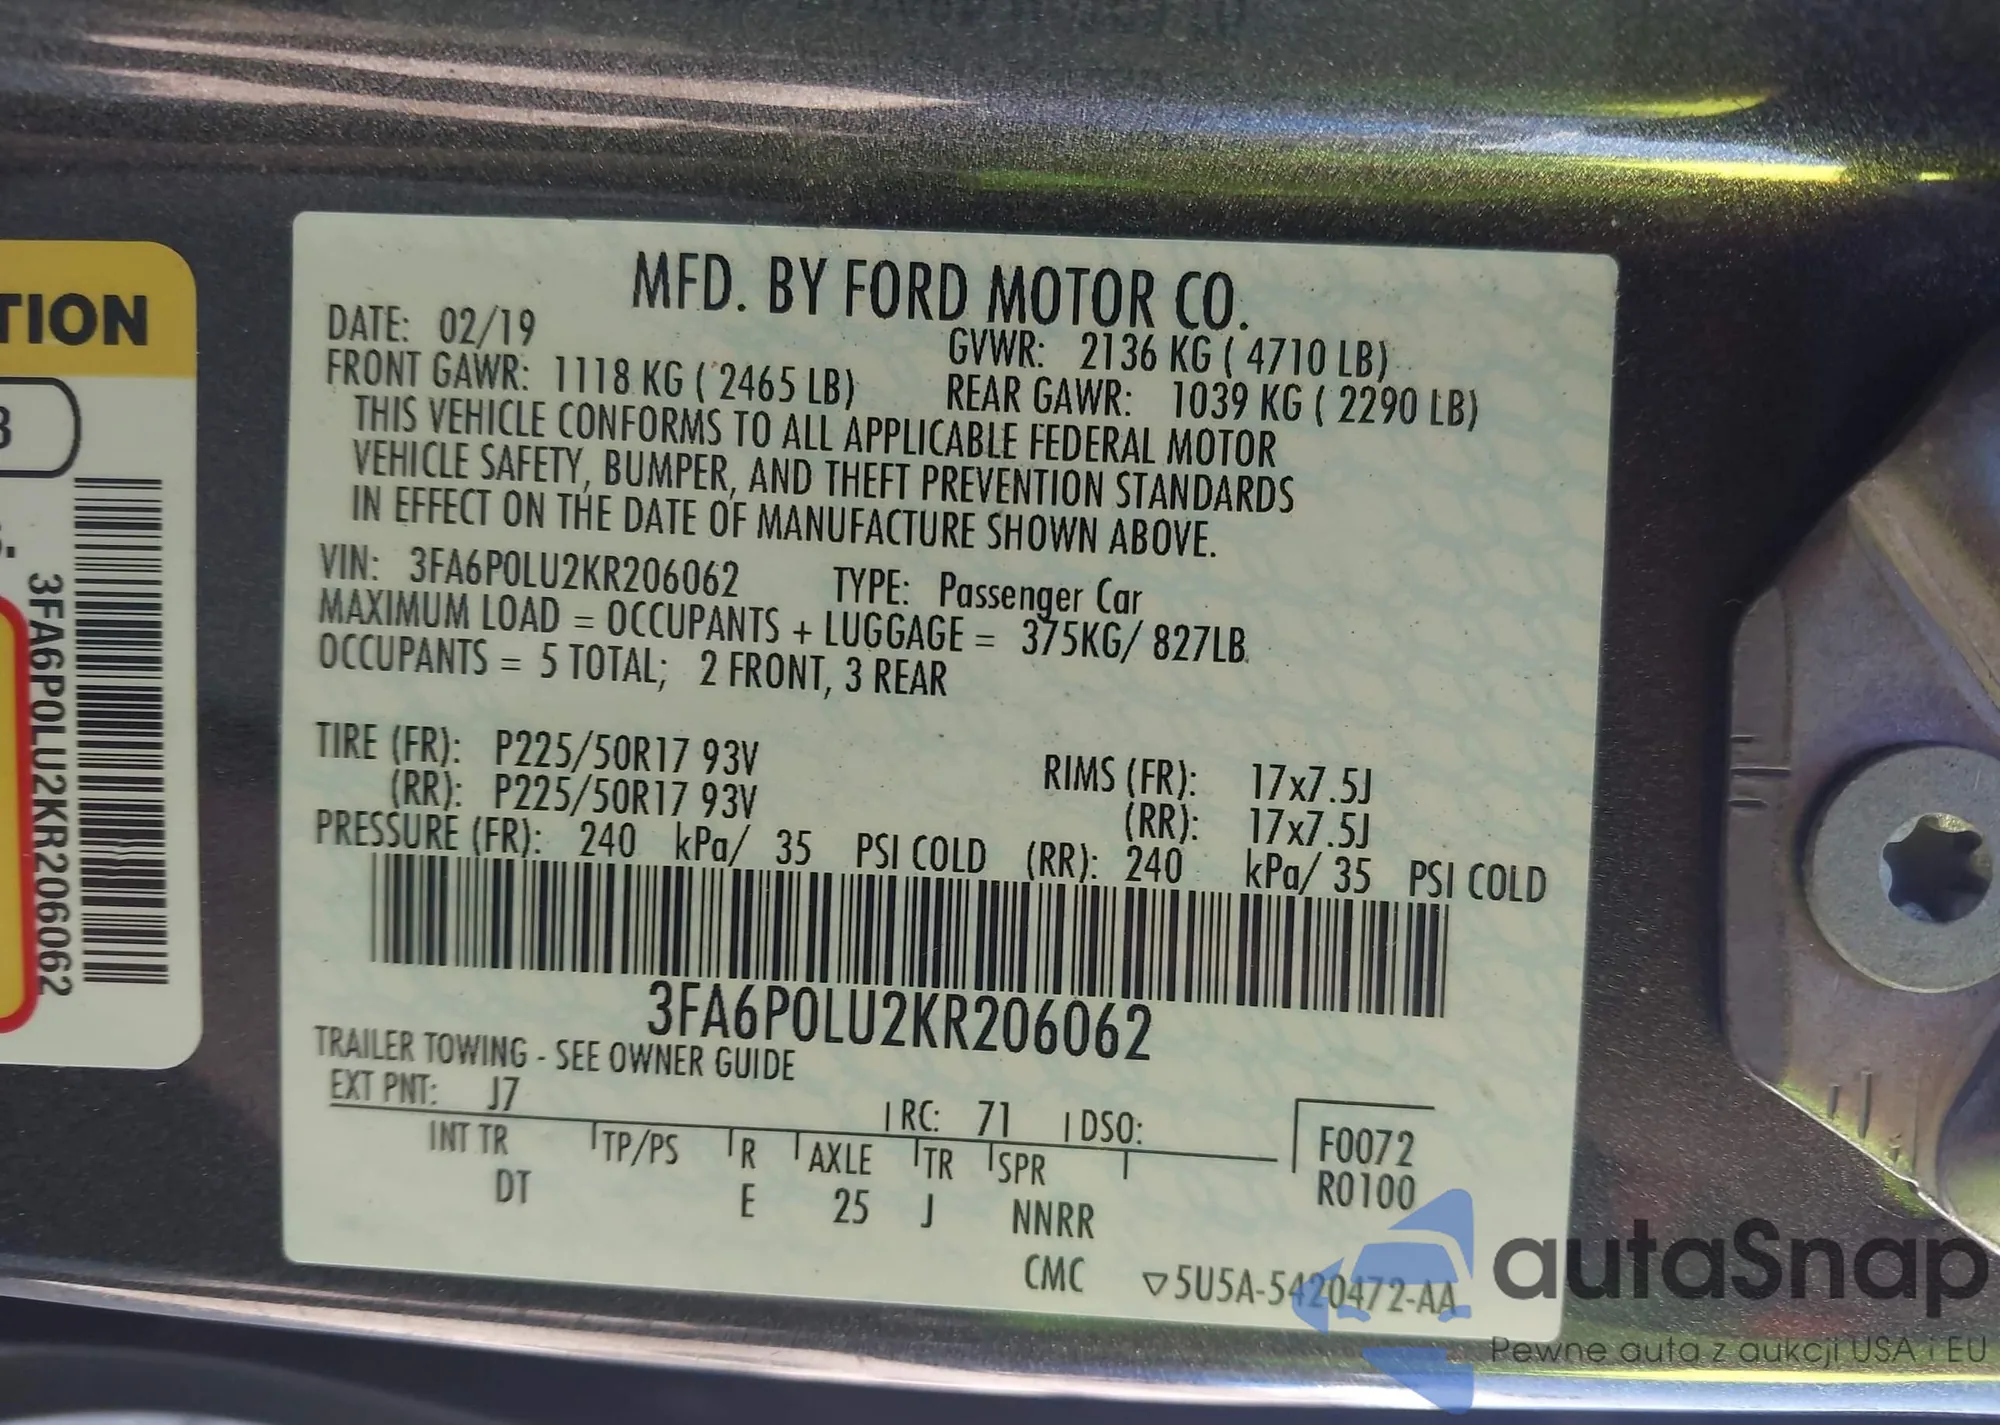 TION
3FA6P0LU2KR206062
MFD. BY FORD MOTOR CO.
DATE: 02/19
GVWR: 2136 KG ( 4710 LB)
FRONT GAWR: 1118 KG ( 2465 LB)
REAR GAWR: 1039 KG ( 2290 LB)
THIS VEHICLE CONFORMS TO ALL APPLICABLE FEDERAL MOTOR
VEHICLE SAFETY, BUMPER, AND THEFT PREVENTION STANDARDS
IN EFFECT ON THE DATE OF MANUFACTURE SHOWN ABOVE.
VIN: 3FA6P0LU2KR206062 TYPE: Passenger Car
MAXIMUM LOAD = OCCUPANTS + LUGGAGE = 375KG/ 827LB
OCCUPANTS = 5 TOTAL; 2 FRONT, 3 REAR
TIRE (FR): P225/50R17 93V RIMS (FR): 17x7.5J
(RR): P225/50R17 93V (RR): 17x7.5J
PRESSURE (FR): 240 kPa/ 35 PSI COLD (RR): 240 kPa/ 35 PSI COLD
3FA6P0LU2KR206062
TRAILER TOWING - SEE OWNER GUIDE
EXT PNT: J7 RC: 71 DSO:
INT TR TP/PS R AXLE TR SPR
DT E 25 J NNRR
F0072
R0100
CMC ▽5U5A-5420472-AA
autaSnap
Pewne auta z aukcji USA i EU